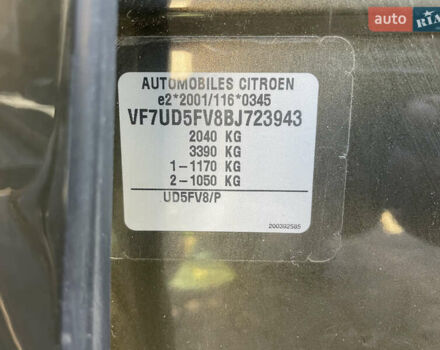 auto RIA
AUTOMOBILES CITROEN
e2*2001/116*0345
VF7UD5FV8BJ723943
2040 KG
3390 KG
1-1170 KG
2-1050 KG
UD5FV8/P
200392585